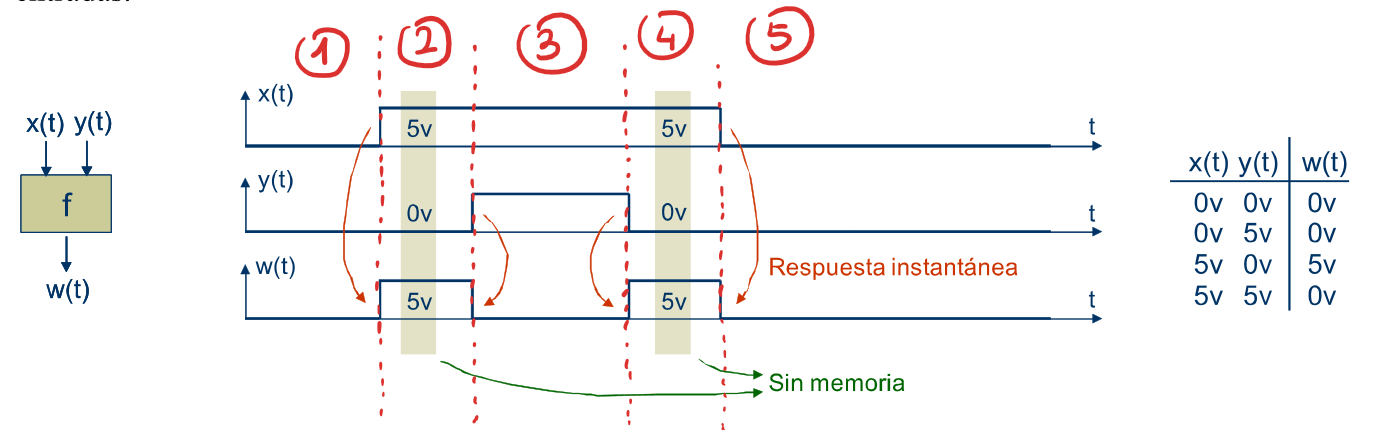 1 2 3 4 5
x(t) y(t)
f
w(t)
x(t)
5v 5v
t
y(t)
0v 0v
t
w(t)
5v 5v
t
Respuesta instantánea
Sin memoria
x(t) y(t) w(t)
0v 0v 0v
0v 5v 0v
5v 0v 5v
5v 5v 0v